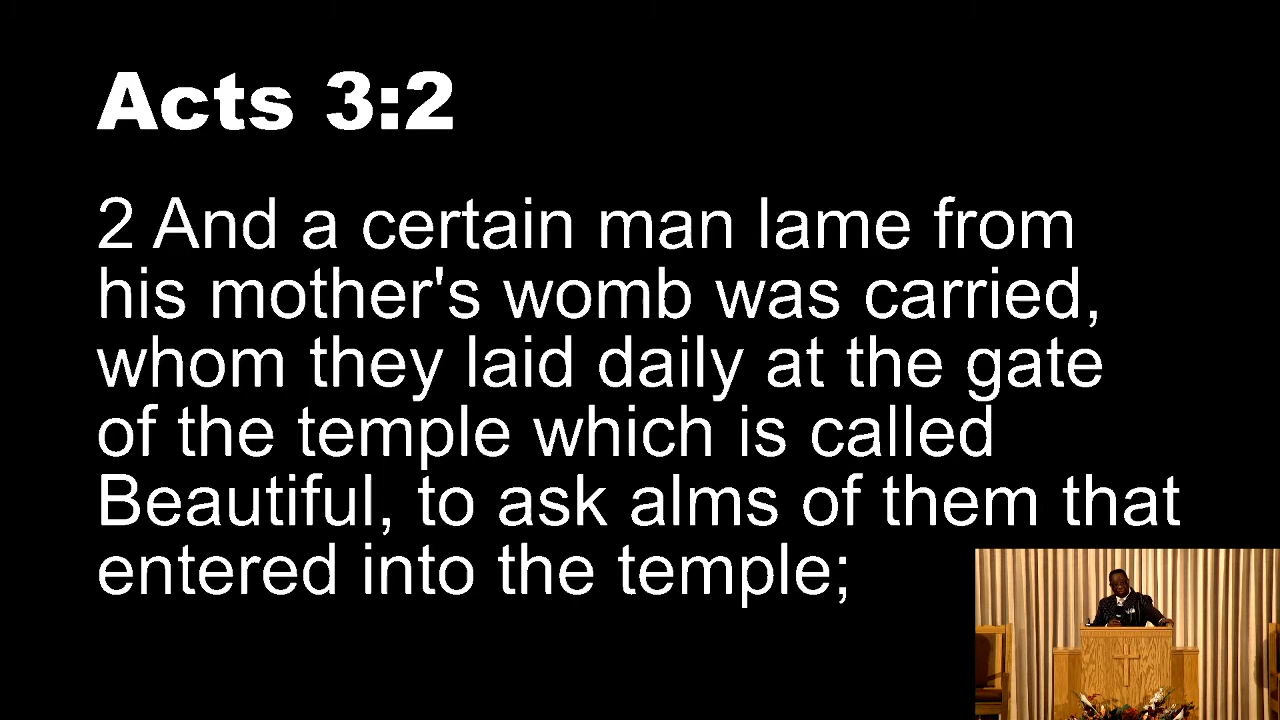 Acts 3:2
2 And a certain man lame from
his mother's womb was carried,
whom they laid daily at the gate
of the temple which is called
Beautiful, to ask alms of them that
entered into the temple;